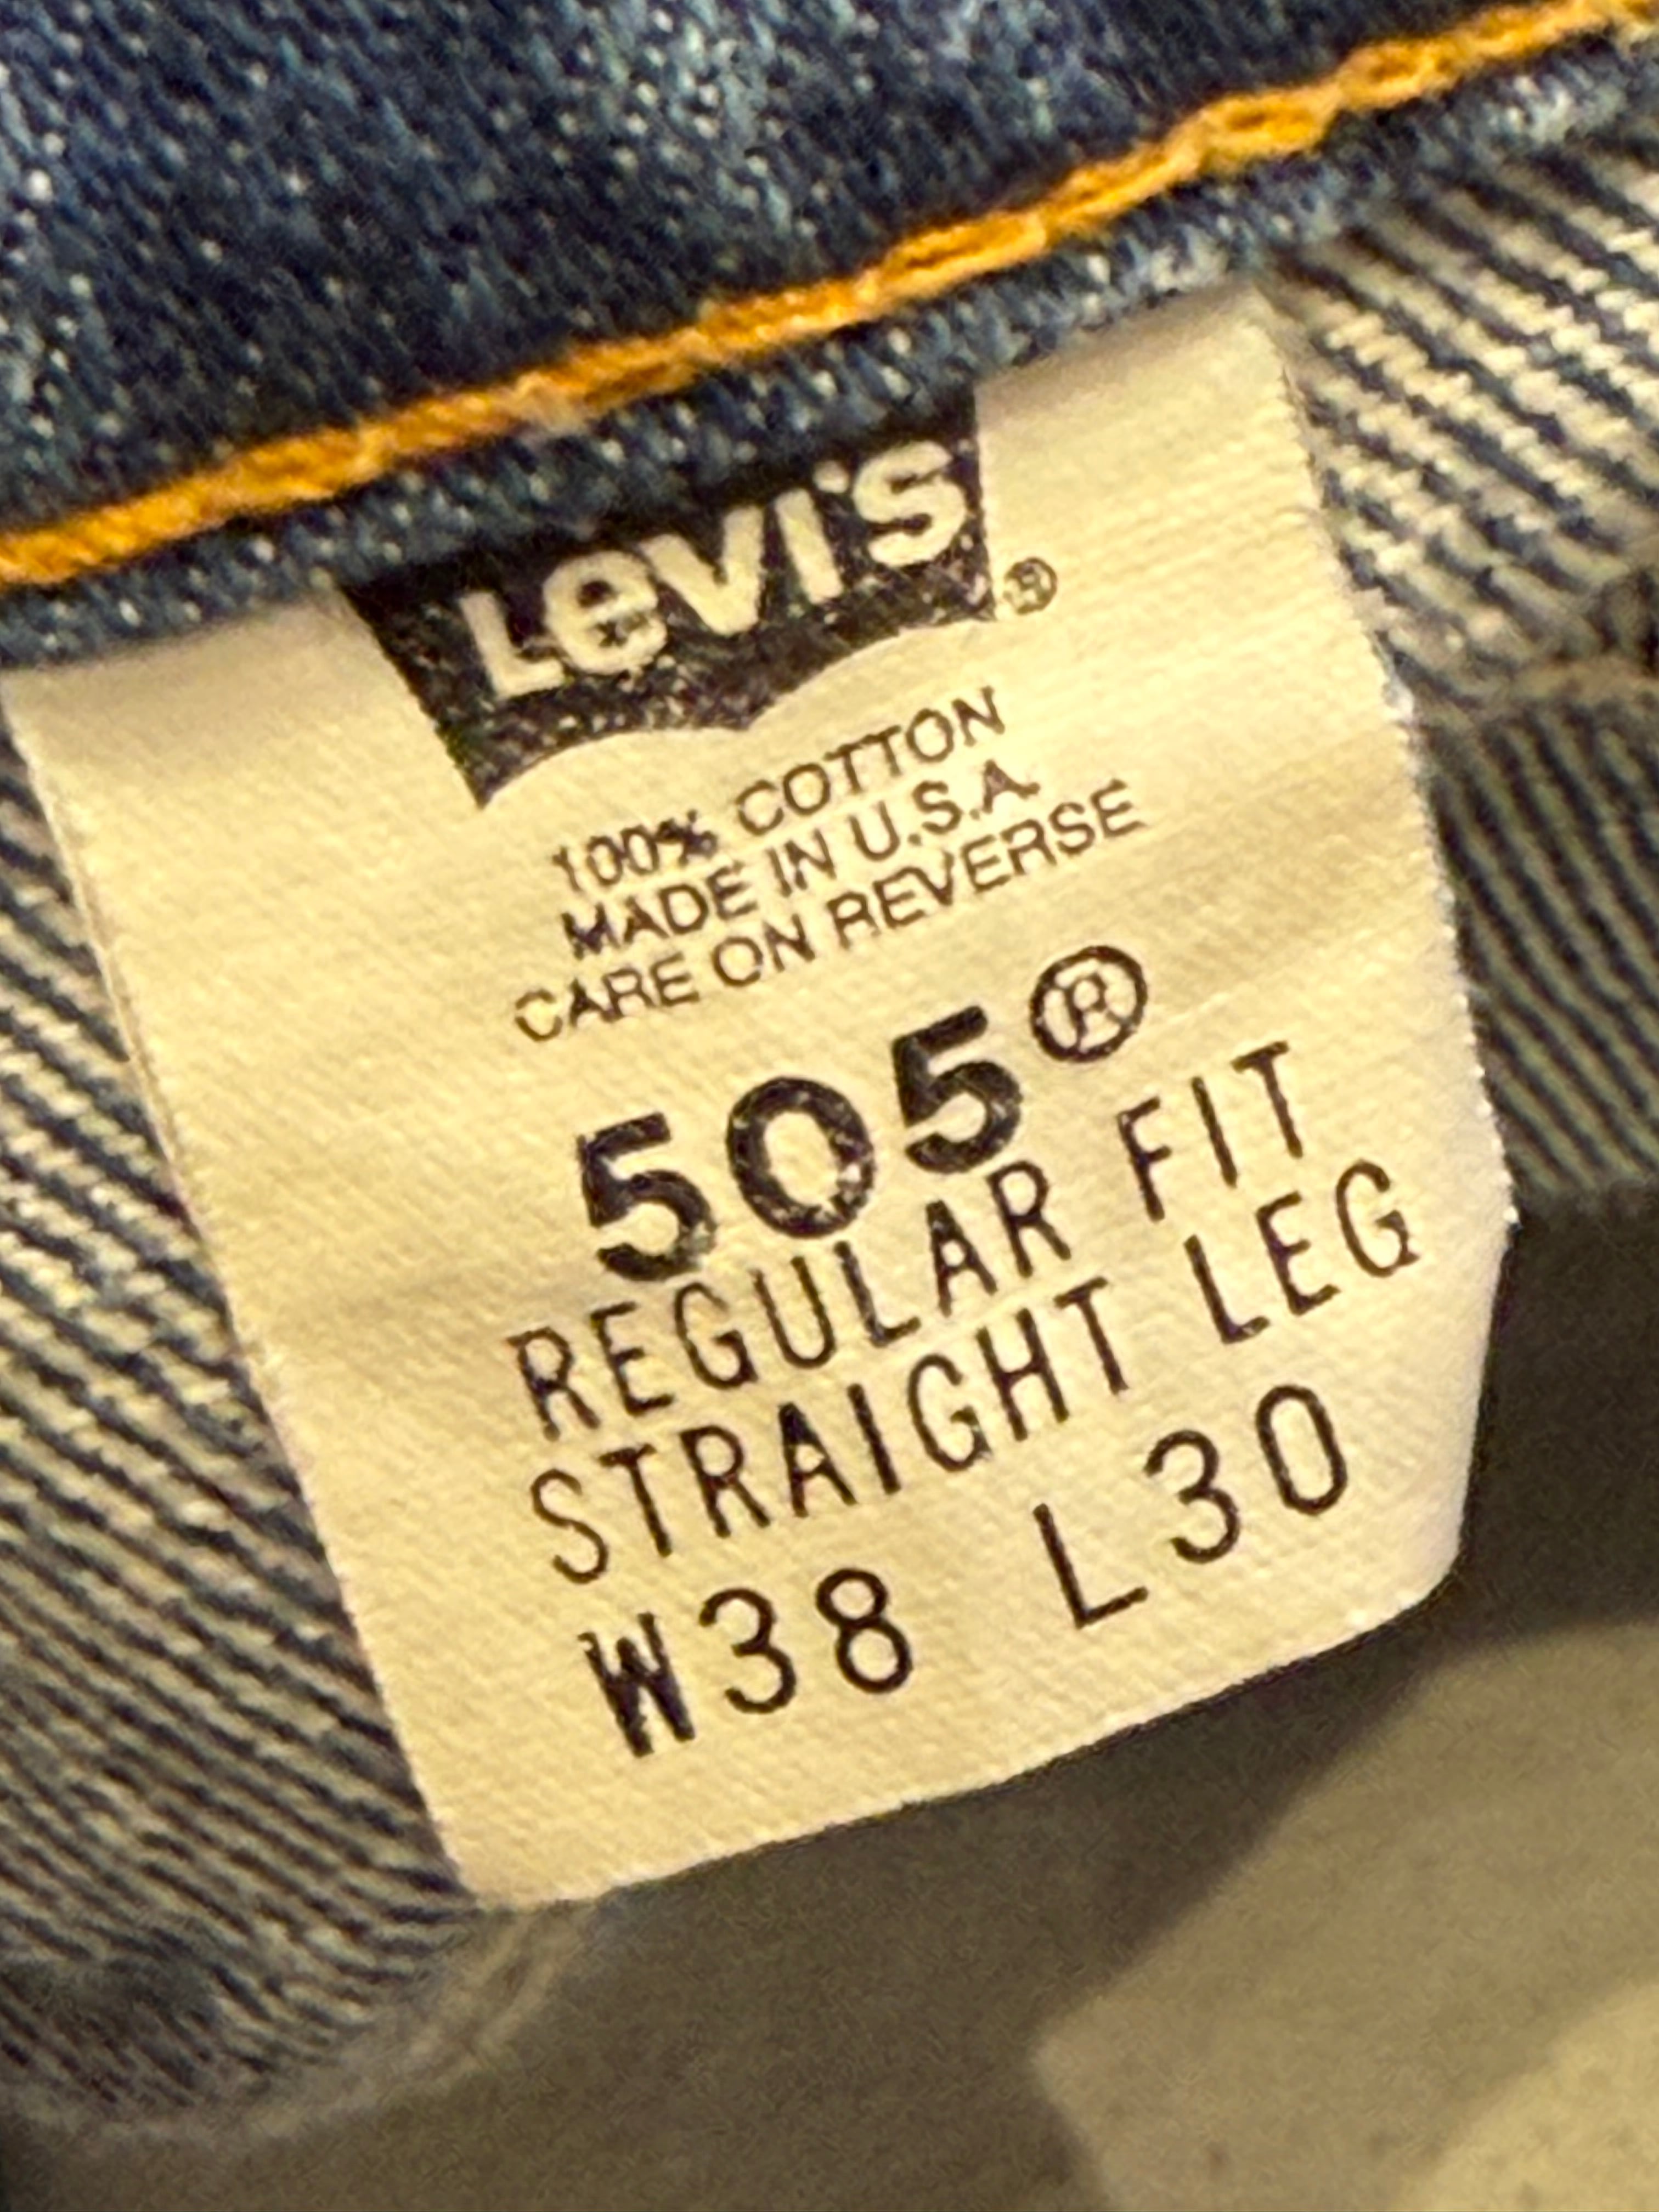 Levi's®
100% COTTON
MADE IN U.S.A.
CARE ON REVERSE
505®
REGULAR FIT
STRAIGHT LEG
W38 L30